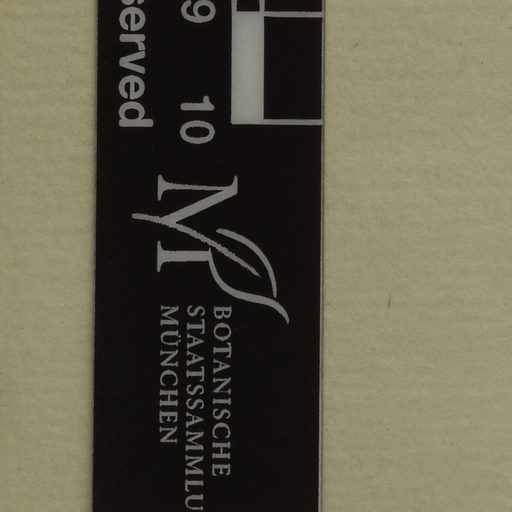 served
9 10
BOTANISCHE
STAATSSAMMLU
MÜNCHEN